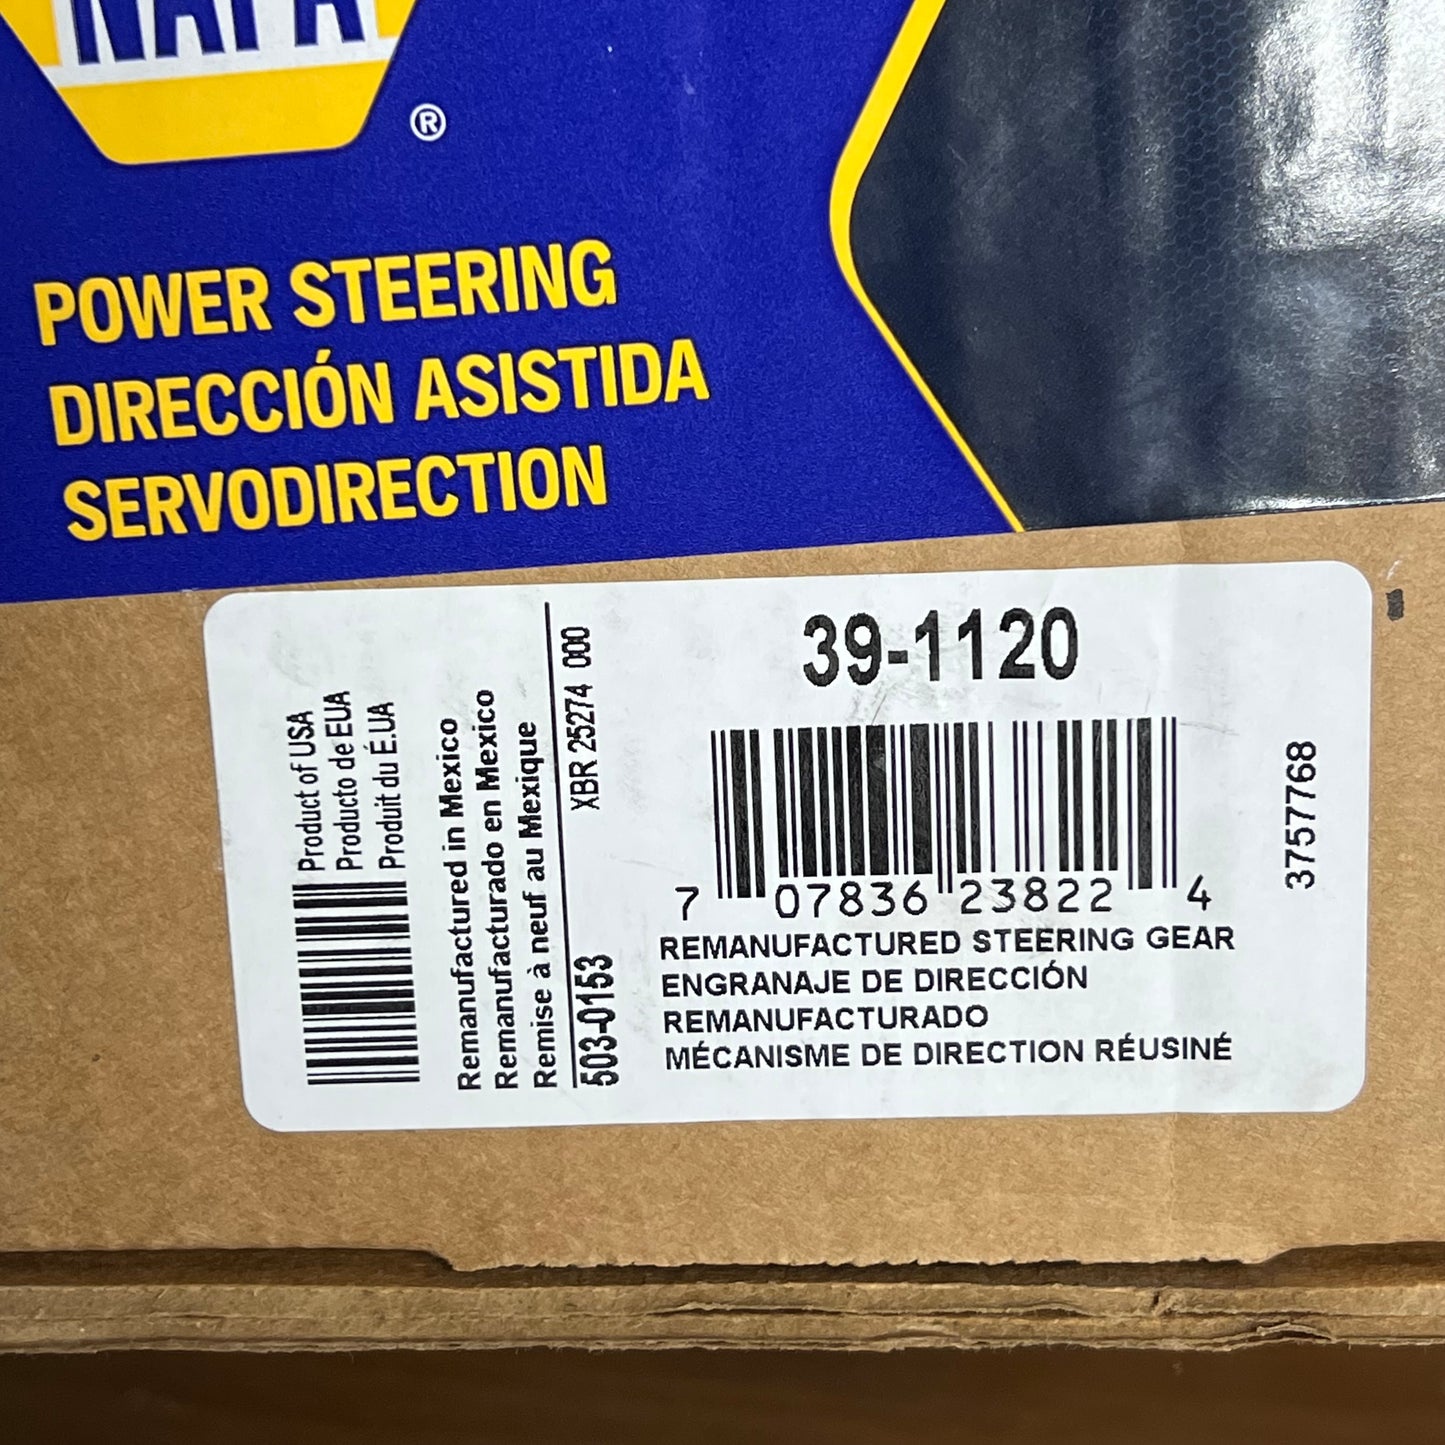 NAPA
®
POWER STEERING
DIRECCIÓN ASISTIDA
SERVODIRECTION
Product of USA
Producto de EUA
Produit du É.UA
Remanufactured in Mexico
Remanufacturado en Mexico
Remise à neuf au Mexique
503-0153 XBR 25274 000
39-1120
7 07836 23822 4
REMANUFACTURED STEERING GEAR
ENGRANAJE DE DIRECCIÓN
REMANUFACTURADO
MÉCANISME DE DIRECTION RÉUSINÉ
3757768